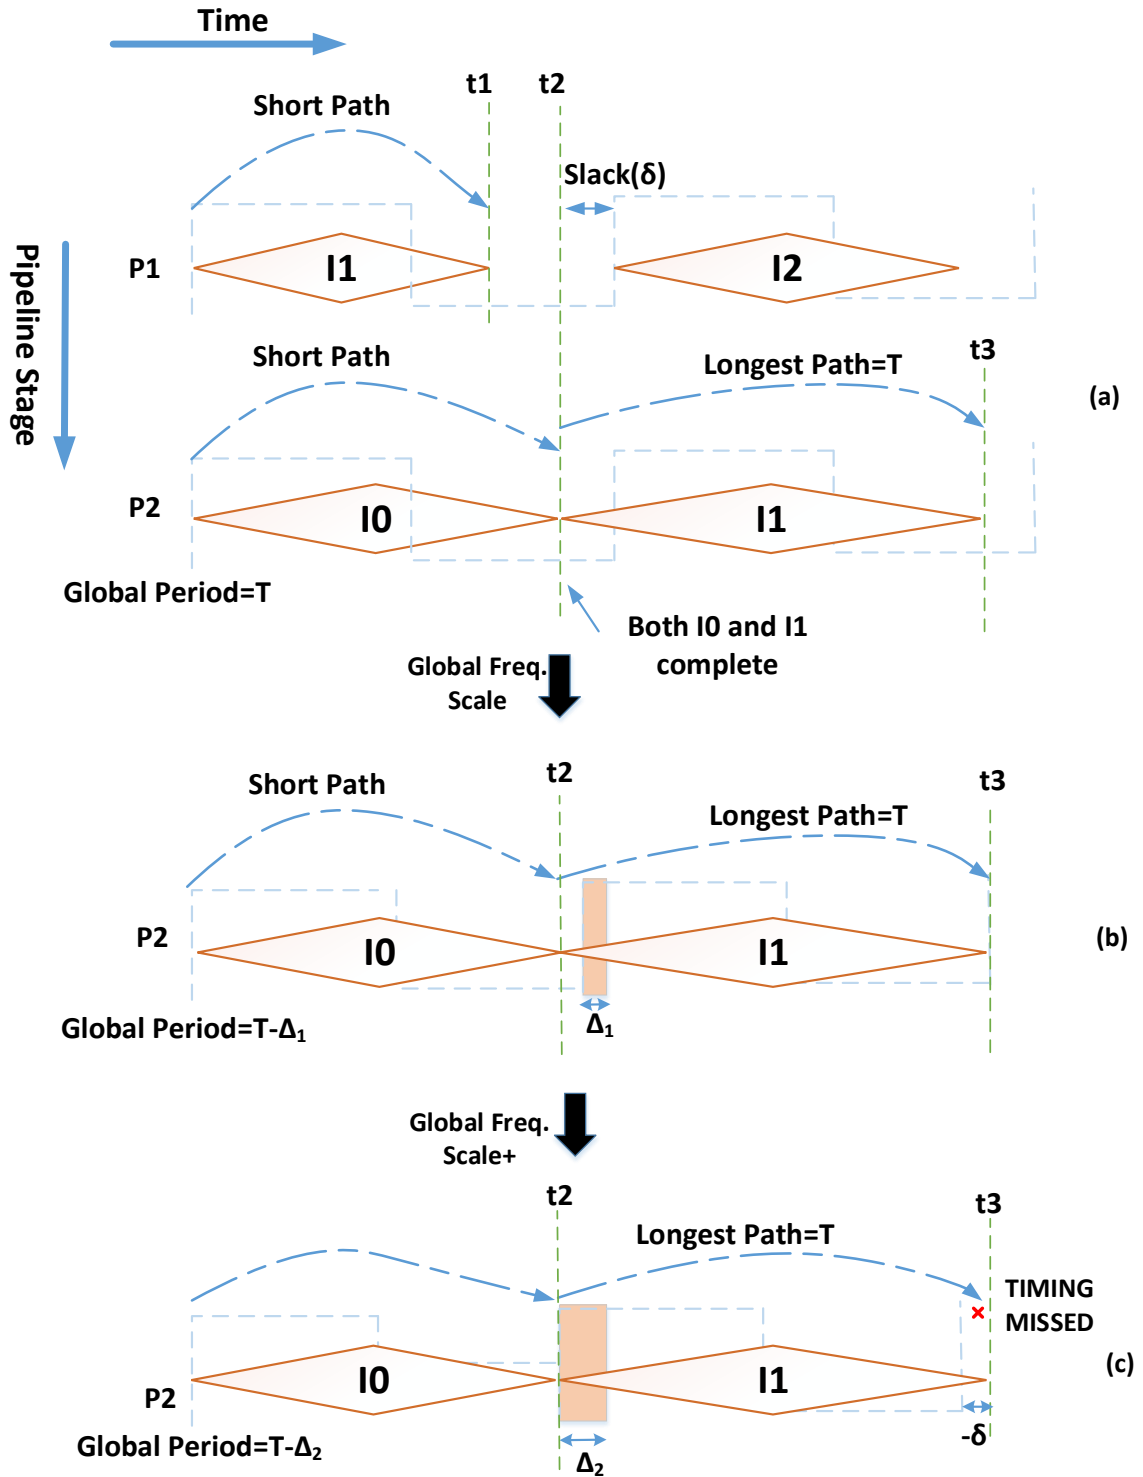 Time
t1
t2
Short Path
Slack(δ)
Pipeline Stage
P1
I1
I2
Short Path
Longest Path=T
t3
(a)
P2
I0
I1
Global Period=T
Both I0 and I1
complete
Global Freq.
Scale
t2
t3
Short Path
Longest Path=T
P2
I0
I1
(b)
Global Period=T-Δ₁
Δ₁
Global Freq.
Scale+
t2
t3
Longest Path=T
TIMING
MISSED
P2
I0
I1
(c)
Global Period=T-Δ₂
Δ₂
-δ